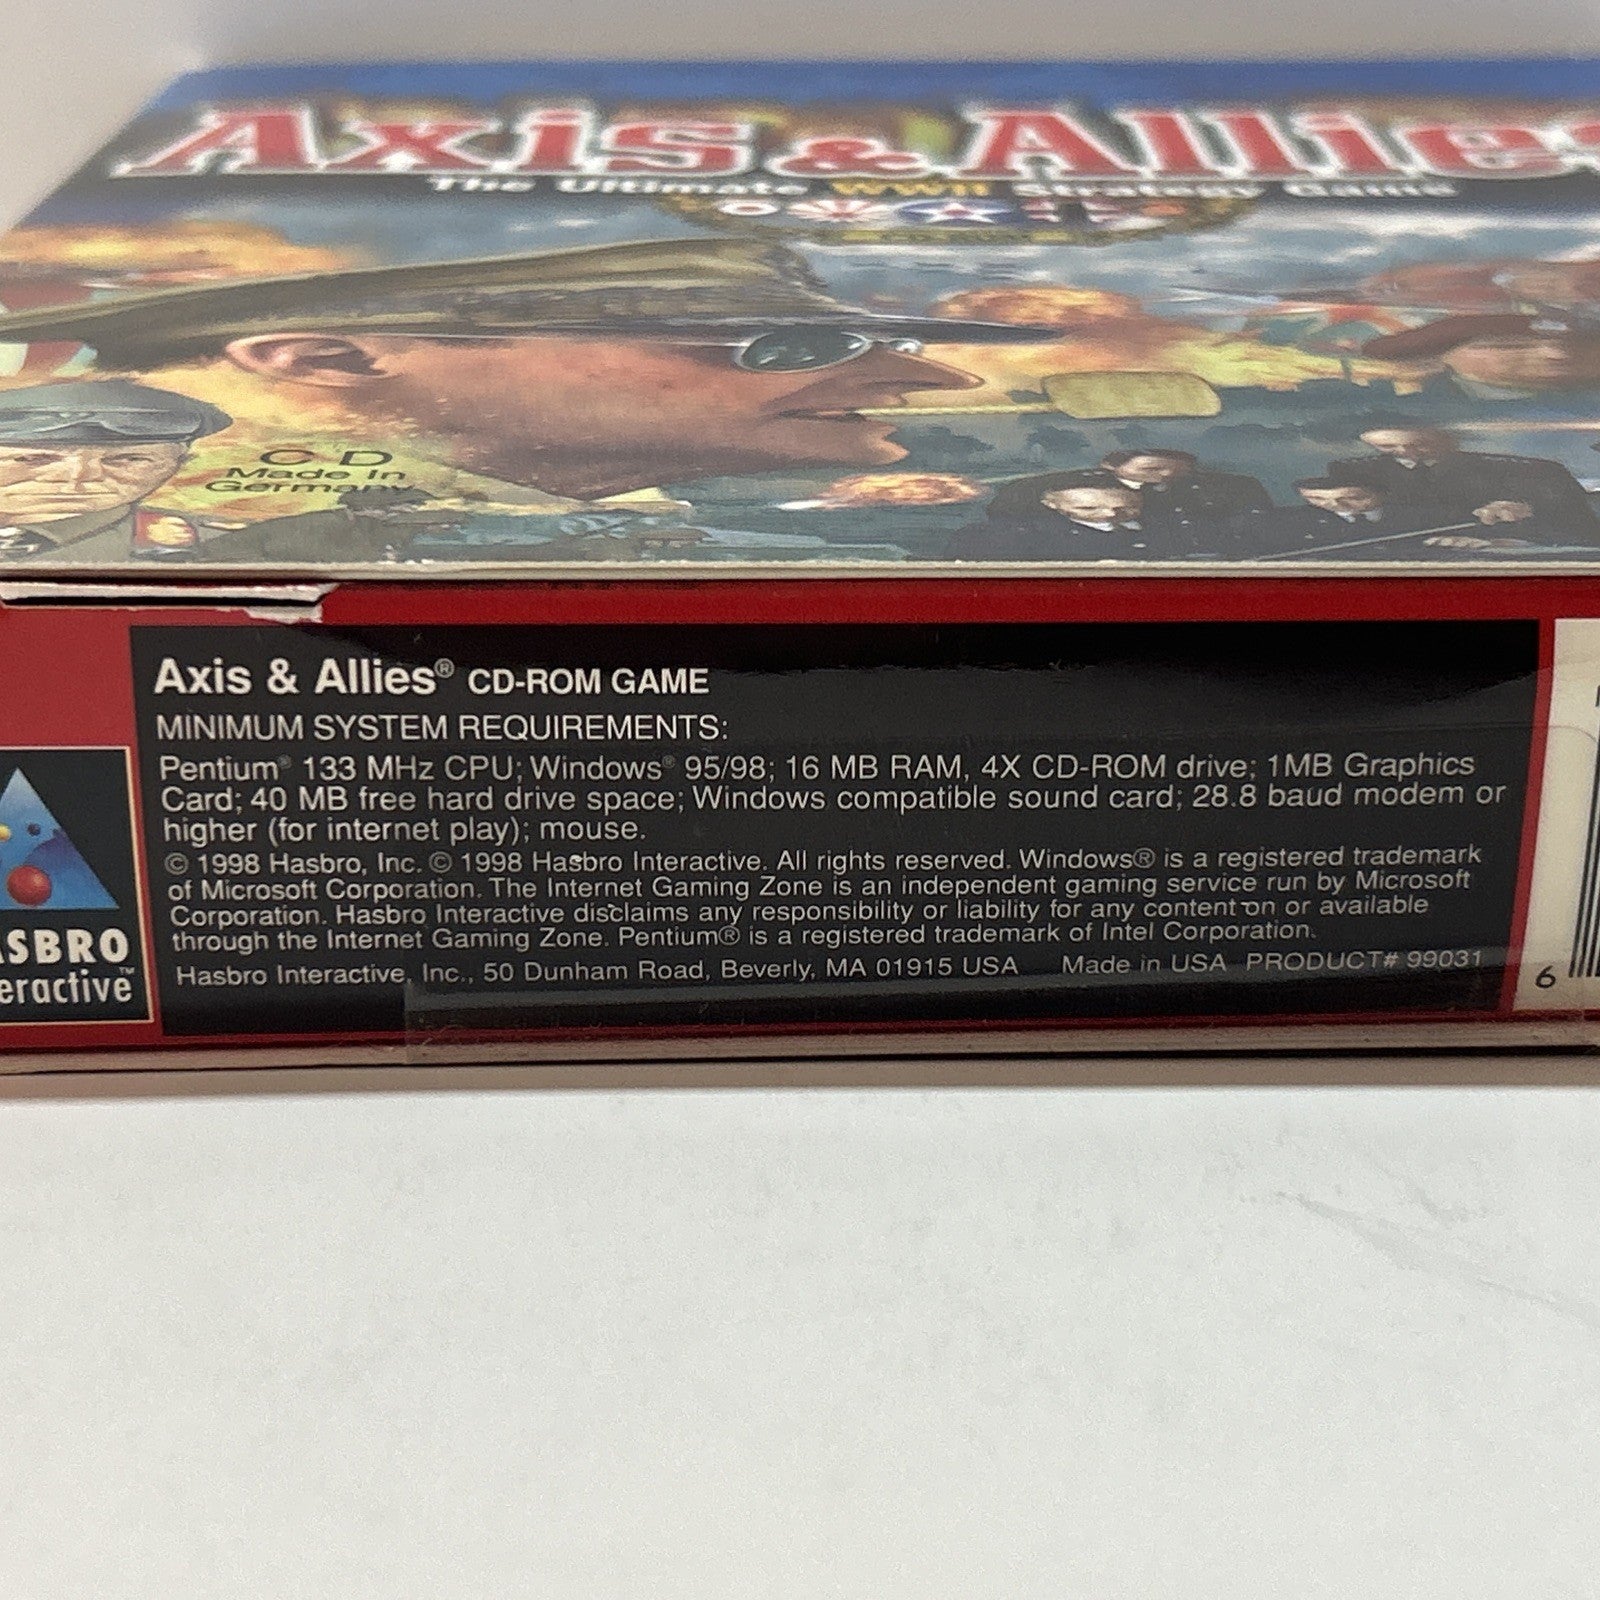 Axis & Allies
The Ultimate WWII Strategy Game
CD
Made In
Germany
Axis & Allies® CD-ROM GAME
MINIMUM SYSTEM REQUIREMENTS:
Pentium® 133 MHz CPU; Windows® 95/98; 16 MB RAM, 4X CD-ROM drive; 1MB Graphics
Card; 40 MB free hard drive space; Windows compatible sound card; 28.8 baud modem or
higher (for internet play); mouse.
© 1998 Hasbro, Inc. © 1998 Hasbro Interactive. All rights reserved. Windows® is a registered trademark
of Microsoft Corporation. The Internet Gaming Zone is an independent gaming service run by Microsoft
Corporation. Hasbro Interactive disclaims any responsibility or liability for any content on or available
through the Internet Gaming Zone. Pentium® is a registered trademark of Intel Corporation.
Hasbro Interactive, Inc., 50 Dunham Road, Beverly, MA 01915 USA Made in USA PRODUCT# 99031
ASBRO
eractive™
6